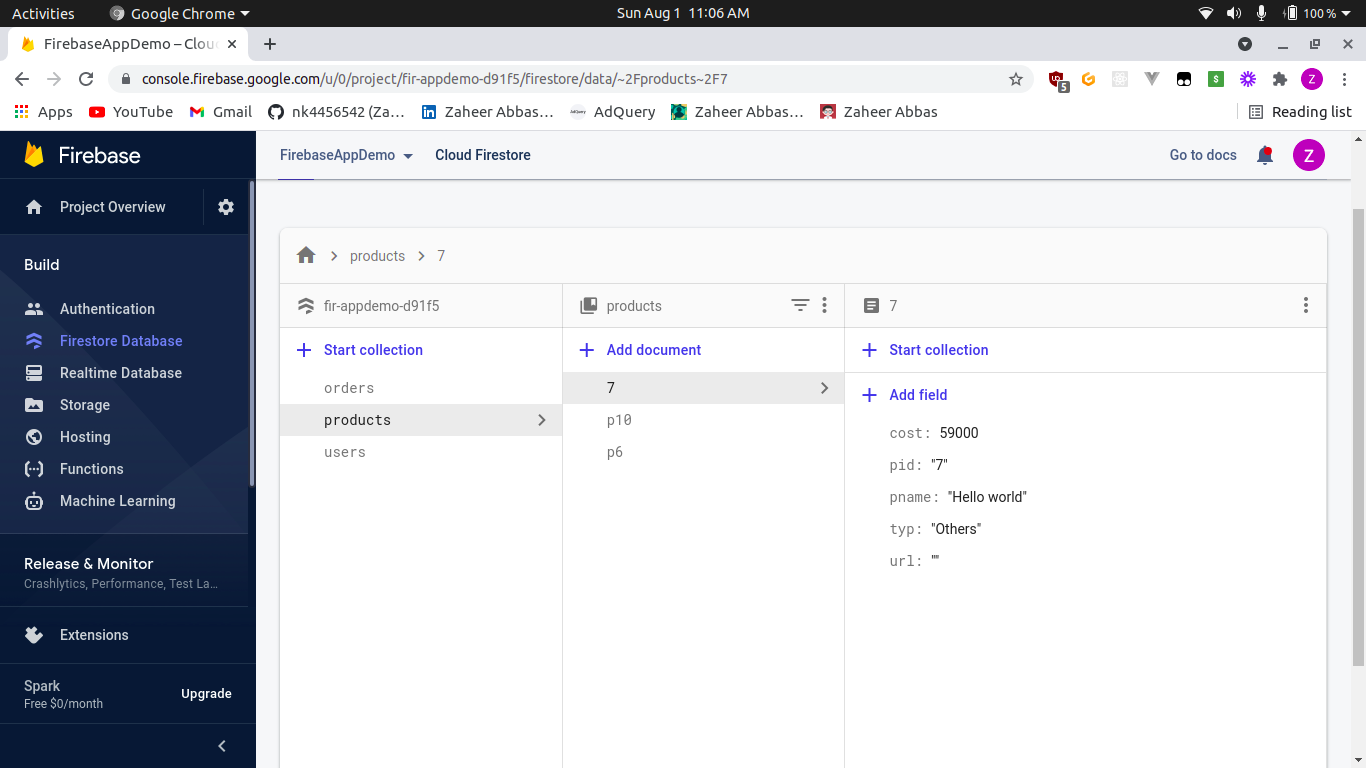 Activities Google Chrome Sun Aug 1 11:06 AM 100 %
FirebaseAppDemo – Clou
console.firebase.google.com/u/0/project/fir-appdemo-d91f5/firestore/data/~2Fproducts~2F7 5 Z
Apps YouTube Gmail nk4456542 (Za… Zaheer Abbas… AdQuery Zaheer Abbas… Zaheer Abbas Reading list
Firebase
FirebaseAppDemo Cloud Firestore Go to docs Z
Project Overview
Build
Authentication
Firestore Database
Realtime Database
Storage
Hosting
Functions
Machine Learning
Release & Monitor
Crashlytics, Performance, Test La…
Extensions
Spark
Free $0/month
Upgrade
products 7
fir-appdemo-d91f5
Start collection
orders
products
users
products
Add document
7
p10
p6
7
Start collection
Add field
cost: 59000
pid: "7"
pname: "Hello world"
typ: "Others"
url: ""